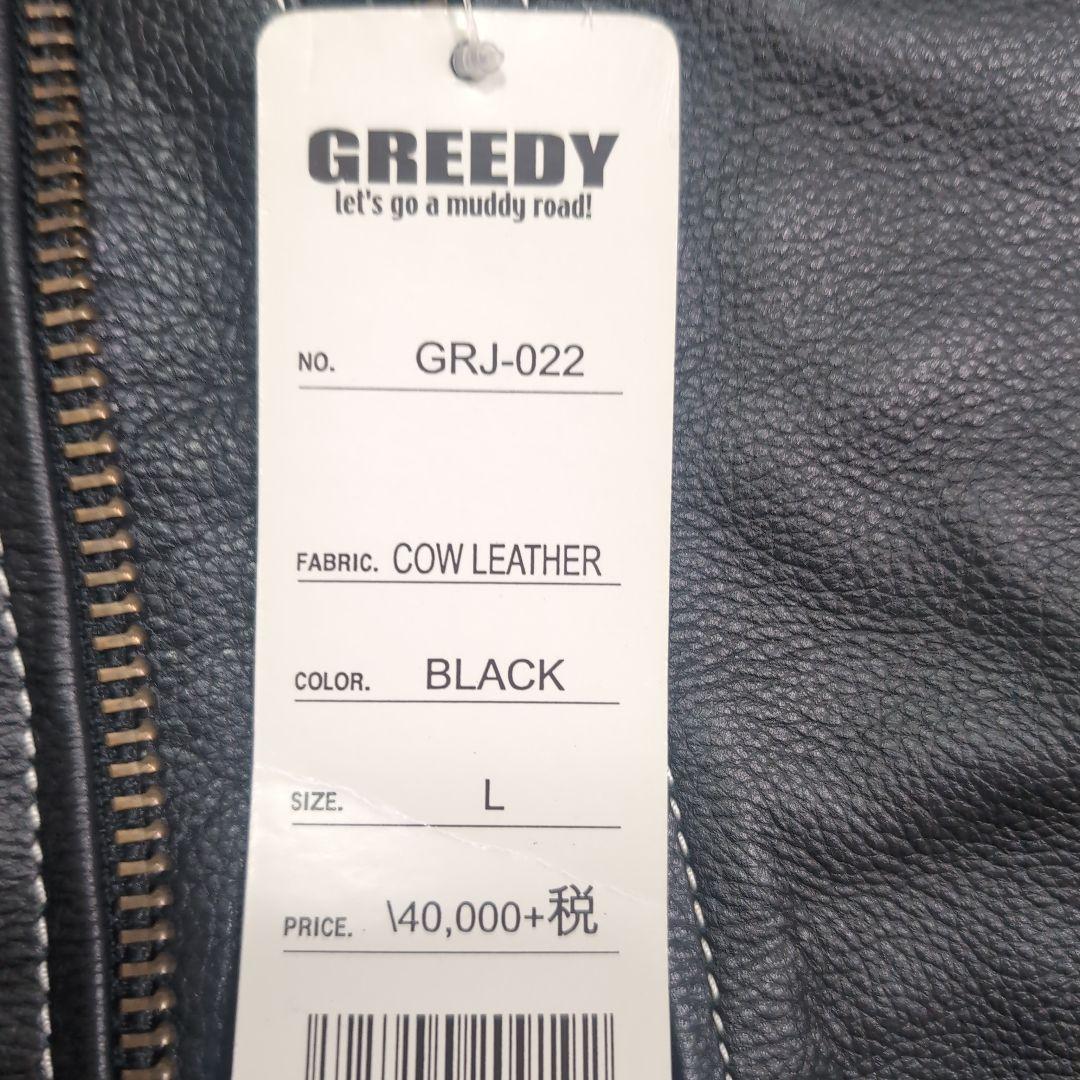 GREEDY
let's go a muddy road!
NO. GRJ-022
FABRIC. COW LEATHER
COLOR. BLACK
SIZE. L
PRICE. \40,000+税